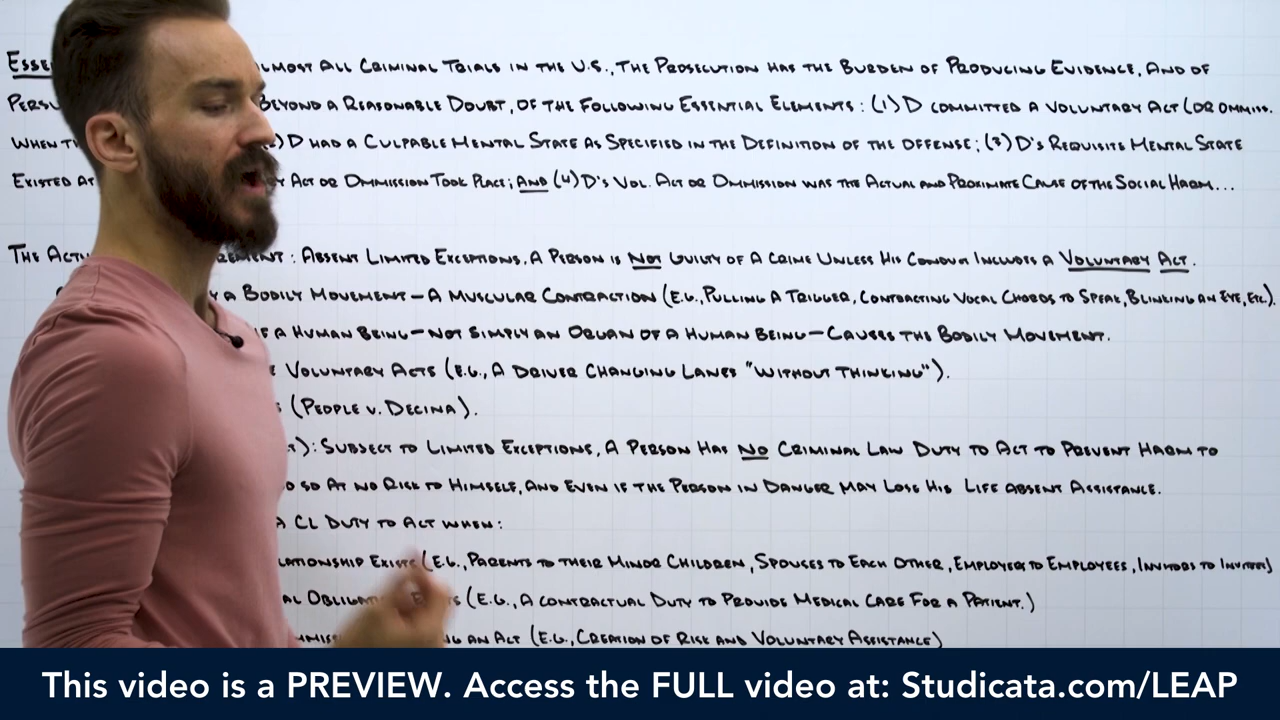 ESSE LMOST ALL CRIMINAL TRIALS IN THE U.S., THE PROSECUTION HAS THE BURDEN OF PRODUCING EVIDENCE, AND OF
PERSU BEYOND A REASONABLE DOUBT, OF THE FOLLOWING ESSENTIAL ELEMENTS: (1) D COMMITTED A VOLUNTARY ACT (OR OMMISS.
WHEN T ) D HAD A CULPABLE MENTAL STATE AS SPECIFIED IN THE DEFINITION OF THE OFFENSE; (3) D'S REQUISITE MENTAL STATE
EXISTED AT ACT OR OMMISSION TOOK PLACE; AND (4) D'S VOL. ACT OR OMMISSION WAS THE ACTUAL AND PROXIMATE CAUSE OF THE SOCIAL HARM...
THE ACTU REMENT: ABSENT LIMITED EXCEPTIONS, A PERSON IS NOT GUILTY OF A CRIME UNLESS HIS CONDUCT INCLUDES A VOLUNTARY ACT.
A BODILY MOVEMENT – A MUSCULAR CONTRACTION (E.G., PULLING A TRIGGER, CONTRACTING VOCAL CHORDS TO SPEAK, BLINKING AN EYE, ETC.).
IF A HUMAN BEING – NOT SIMPLY AN ORGAN OF A HUMAN BEING – CAUSES THE BODILY MOVEMENT.
VOLUNTARY ACTS (E.G., A DRIVER CHANGING LANES "WITHOUT THINKING").
(PEOPLE V. DECINA).
): SUBJECT TO LIMITED EXCEPTIONS, A PERSON HAS NO CRIMINAL LAW DUTY TO ACT TO PREVENT HARM TO
O SO AT NO RISK TO HIMSELF, AND EVEN IF THE PERSON IN DANGER MAY LOSE HIS LIFE ABSENT ASSISTANCE.
A CL DUTY TO ACT WHEN:
LATIONSHIP EXISTS (E.G., PARENTS TO THEIR MINOR CHILDREN, SPOUSES TO EACH OTHER, EMPLOYERS TO EMPLOYEES, INVITORS TO INVITEES)
AL OBLIGATI (E.G., A CONTRACTUAL DUTY TO PROVIDE MEDICAL CARE FOR A PATIENT.)
OMMISS NG AN ACT (E.G., CREATION OF RISK AND VOLUNTARY ASSISTANCE)
This video is a PREVIEW. Access the FULL video at: Studicata.com/LEAP